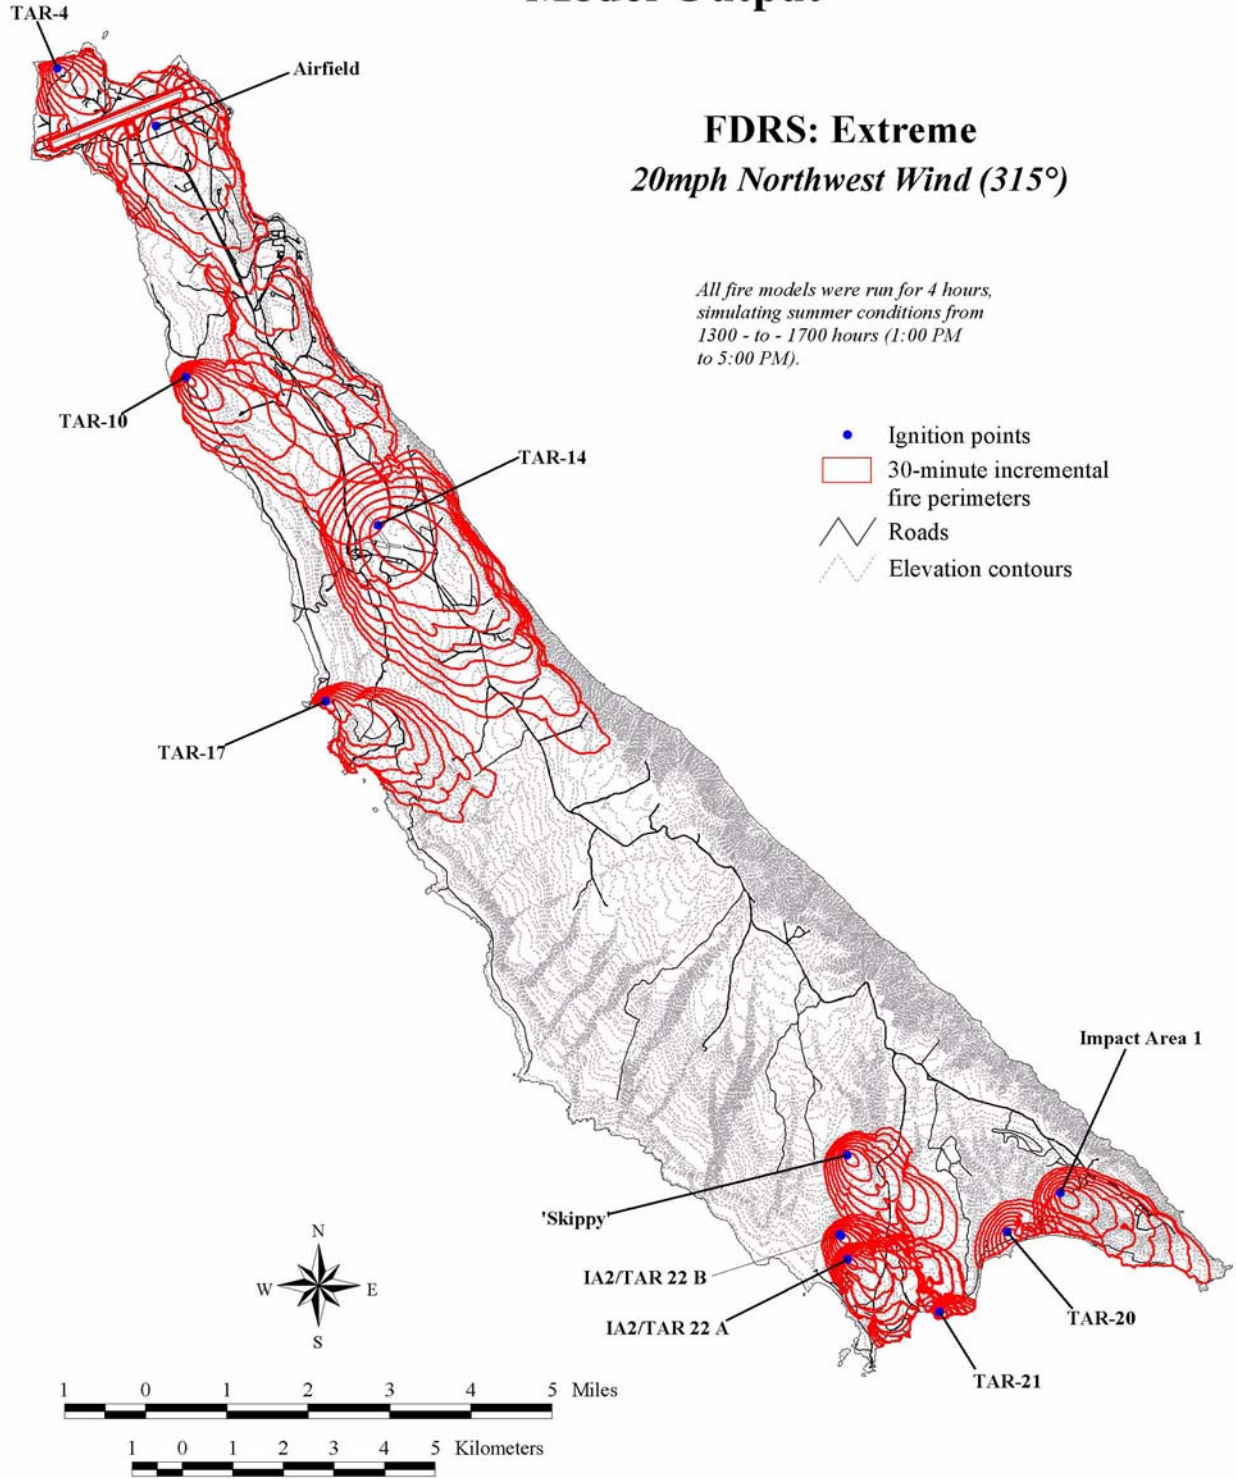 Model Output
TAR-4
Airfield
FDRS: Extreme
20mph Northwest Wind (315°)
All fire models were run for 4 hours,
simulating summer conditions from
1300 - to - 1700 hours (1:00 PM
to 5:00 PM).
TAR-10
Ignition points
30-minute incremental
fire perimeters
Roads
Elevation contours
TAR-14
TAR-17
Impact Area 1
'Skippy'
IA2/TAR 22 B
IA2/TAR 22 A
TAR-20
TAR-21
N
W E
S
1 0 1 2 3 4 5 Miles
1 0 1 2 3 4 5 Kilometers